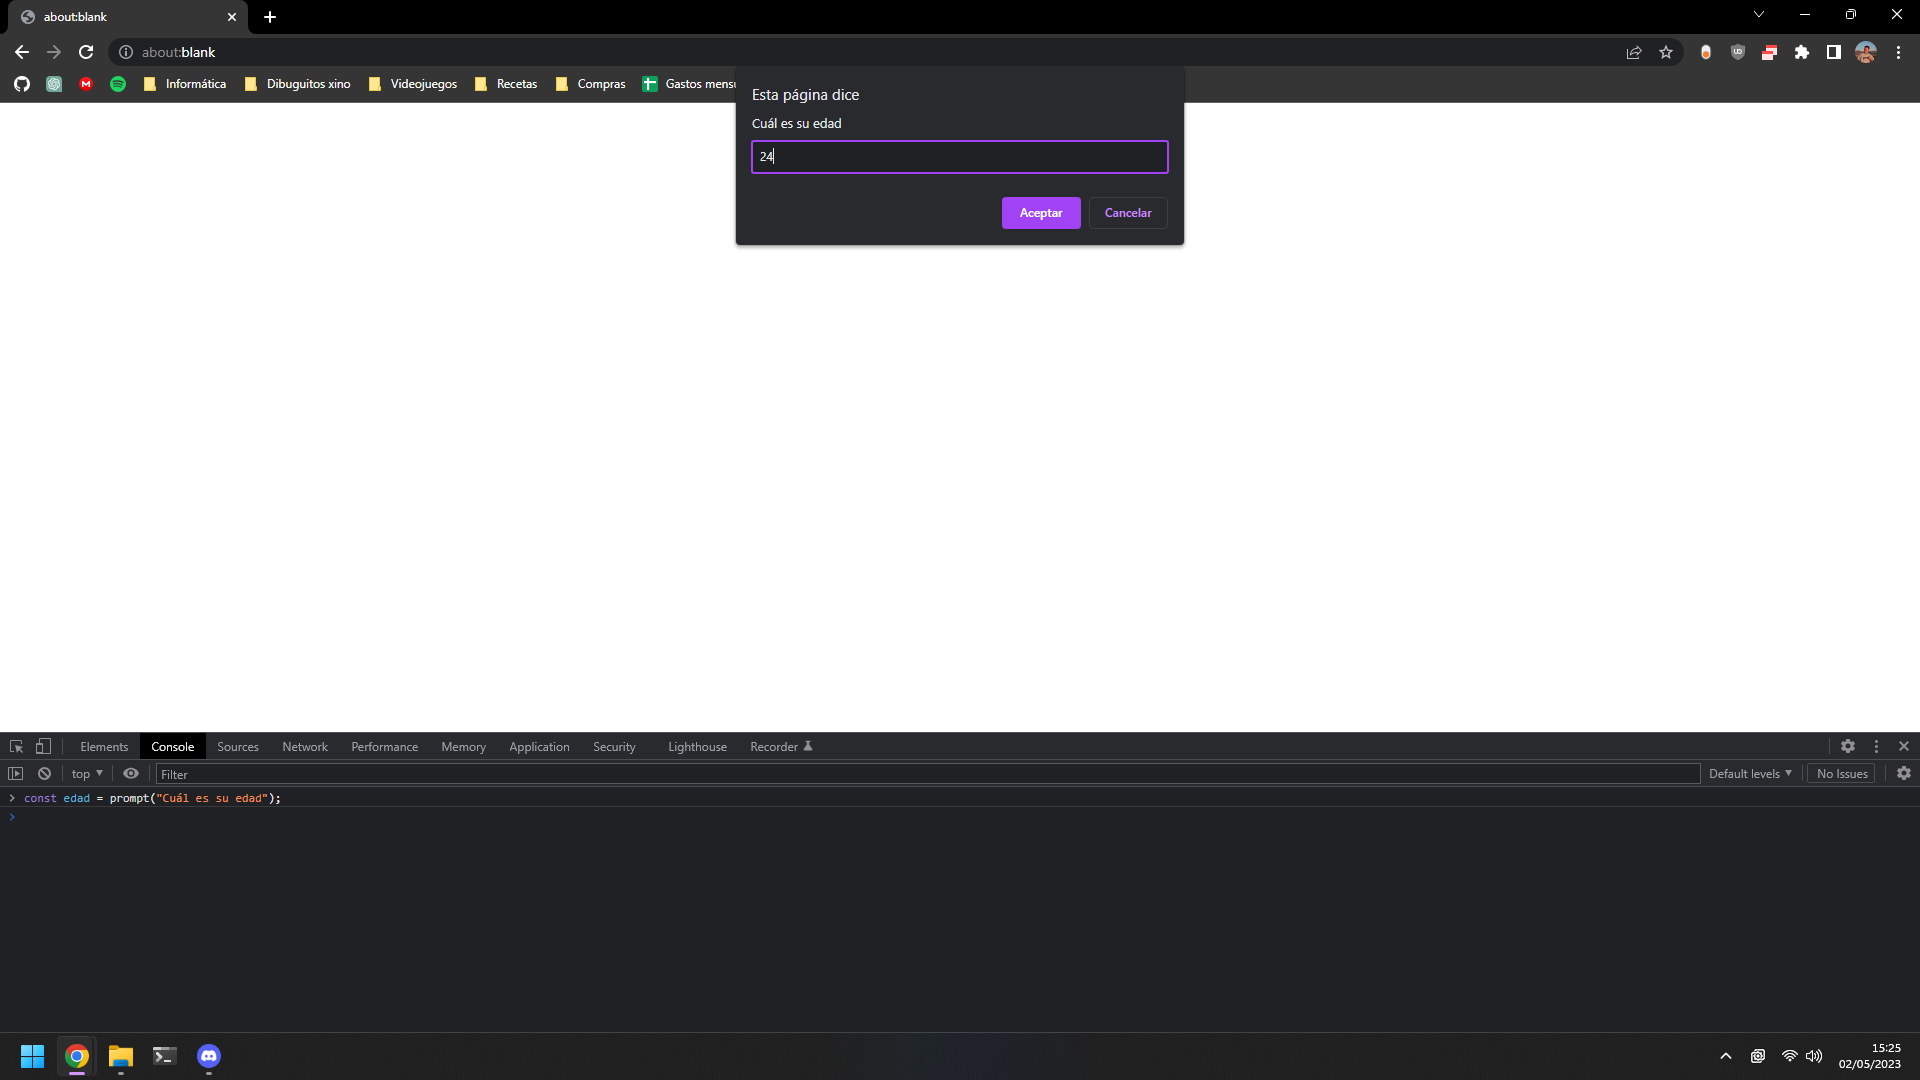 about:blank
about:blank
Informática
Dibuguitos xino
Videojuegos
Recetas
Compras
Gastos mensu
Esta página dice
Cuál es su edad
24
Aceptar
Cancelar
Elements
Console
Sources
Network
Performance
Memory
Application
Security
Lighthouse
Recorder
top
Filter
Default levels
No Issues
> const edad = prompt("Cuál es su edad");
>
15:25
02/05/2023